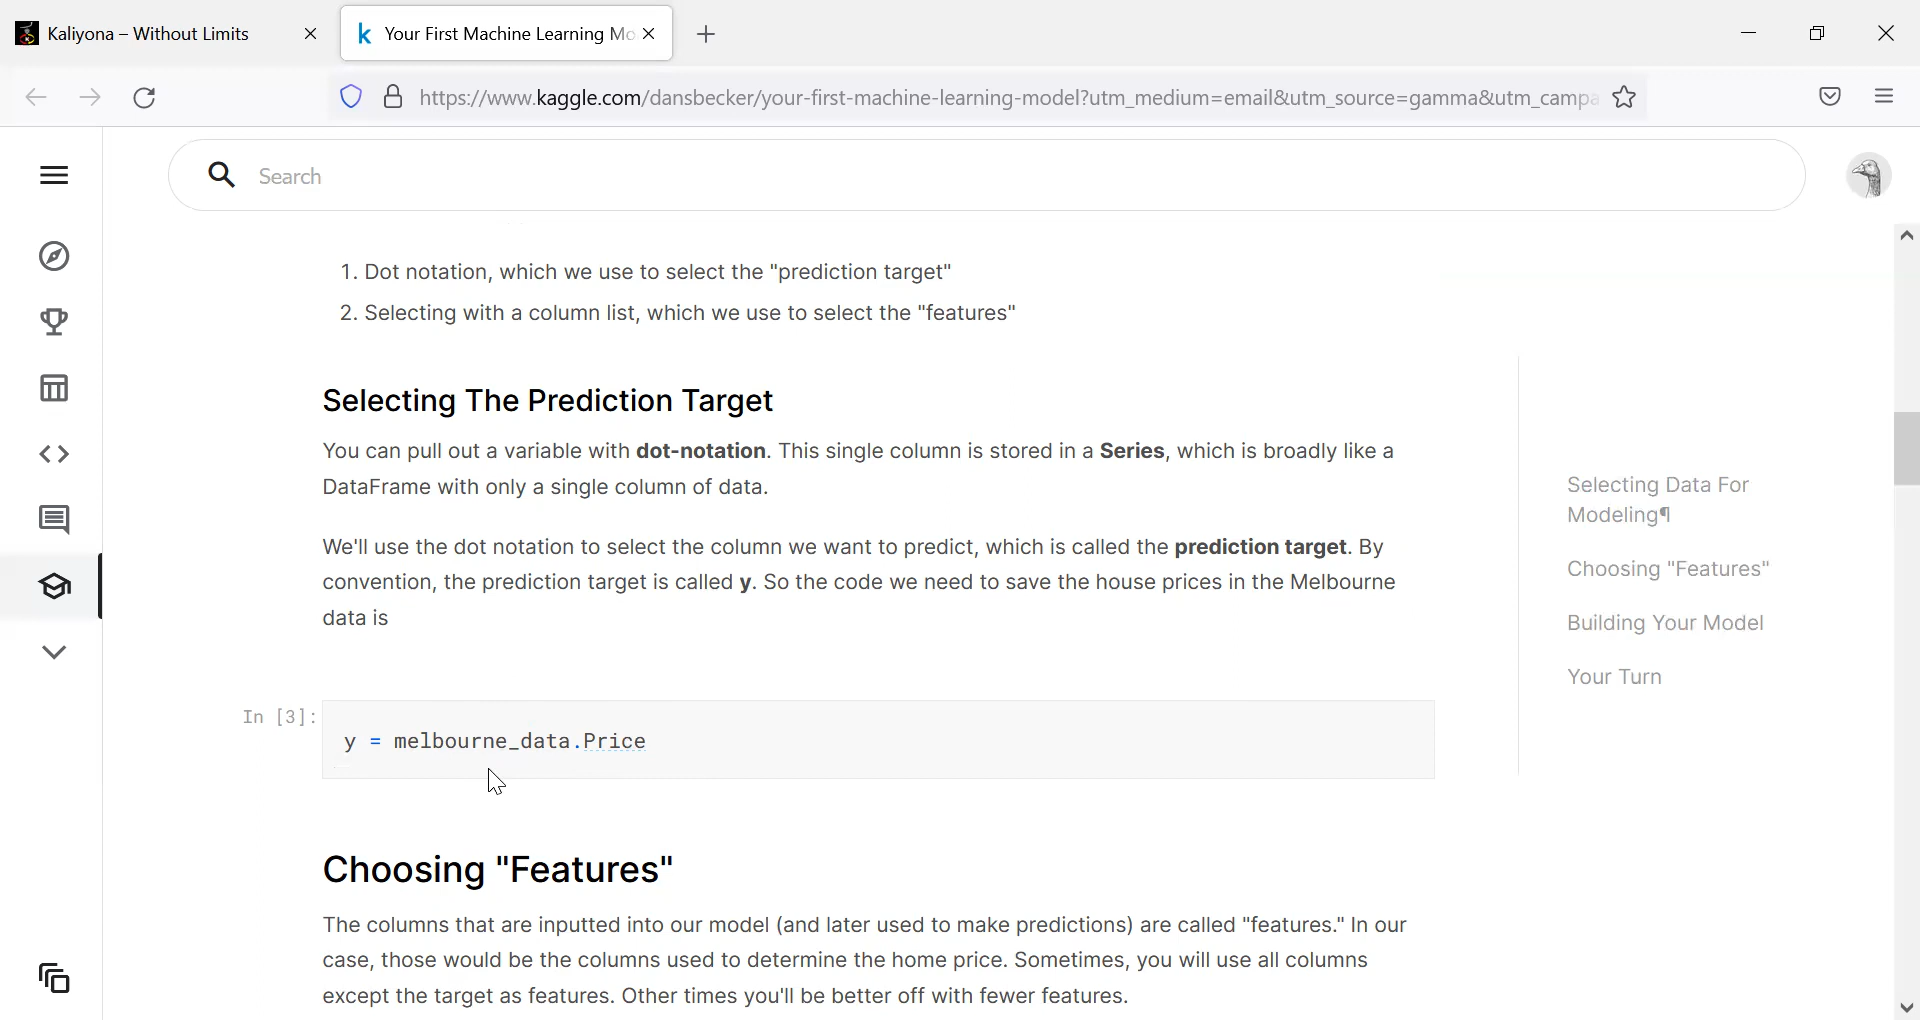 Kaliyona – Without Limits
Your First Machine Learning Mo
https://www.kaggle.com/dansbecker/your-first-machine-learning-model?utm_medium=email&utm_source=gamma&utm_campa
Search
1. Dot notation, which we use to select the "prediction target"
2. Selecting with a column list, which we use to select the "features"
Selecting The Prediction Target
You can pull out a variable with dot-notation. This single column is stored in a Series, which is broadly like a
DataFrame with only a single column of data.
We'll use the dot notation to select the column we want to predict, which is called the prediction target. By
convention, the prediction target is called y. So the code we need to save the house prices in the Melbourne
data is
In [3]:
y = melbourne_data.Price
Choosing "Features"
The columns that are inputted into our model (and later used to make predictions) are called "features." In our
case, those would be the columns used to determine the home price. Sometimes, you will use all columns
except the target as features. Other times you'll be better off with fewer features.
Selecting Data For
Modeling¶
Choosing "Features"
Building Your Model
Your Turn